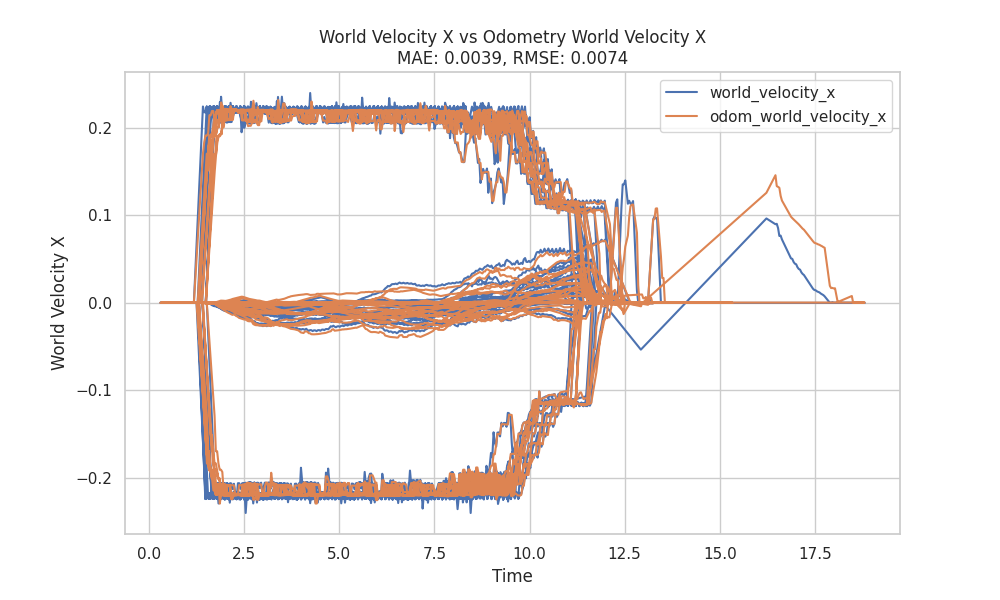 World Velocity X vs Odometry World Velocity X
MAE: 0.0039, RMSE: 0.0074
world_velocity_x
odom_world_velocity_x
World Velocity X
0.2
0.1
0.0
−0.1
−0.2
0.0 2.5 5.0 7.5 10.0 12.5 15.0 17.5
Time